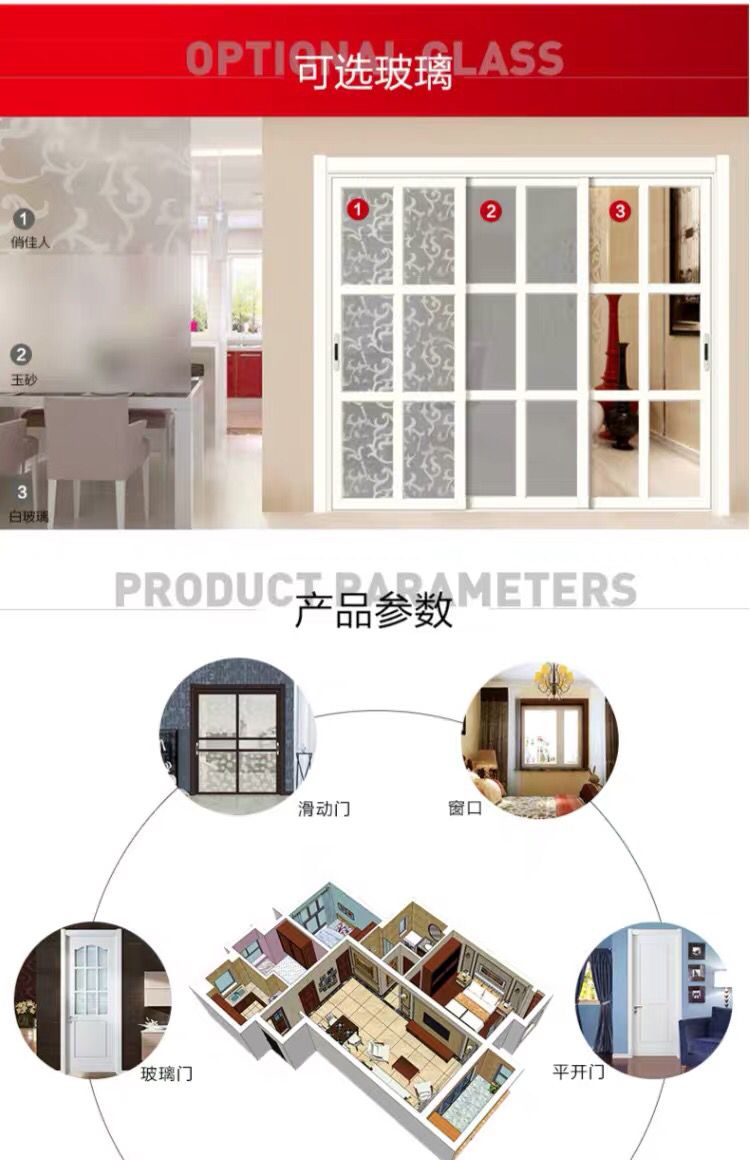 OPTIONAL GLASS
可选玻璃
1
俏佳人
2
玉砂
3
白玻璃
1
2
3
PRODUCT PARAMETERS
产品参数
滑动门
窗口
玻璃门
平开门